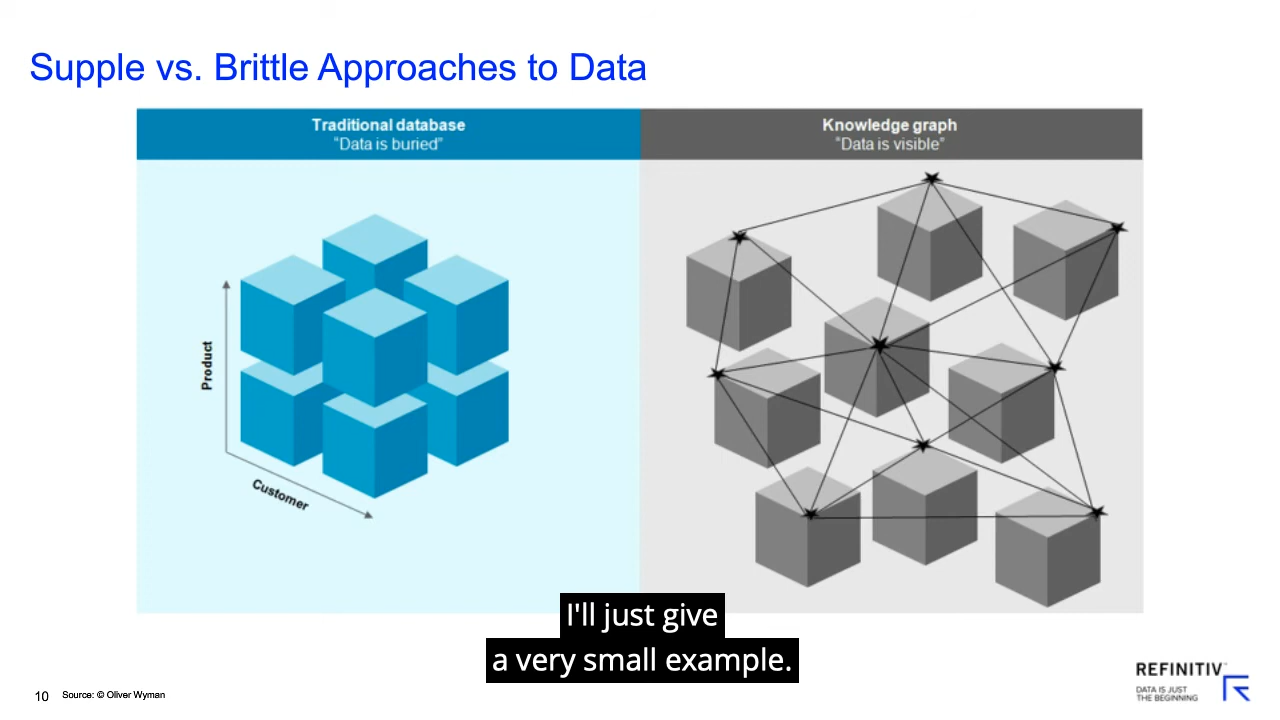 Supple vs. Brittle Approaches to Data
Traditional database
"Data is buried"
Knowledge graph
"Data is visible"
Product
Customer
I'll just give
a very small example.
10 Source: © Oliver Wyman
REFINITIV
DATA IS JUST
THE BEGINNING